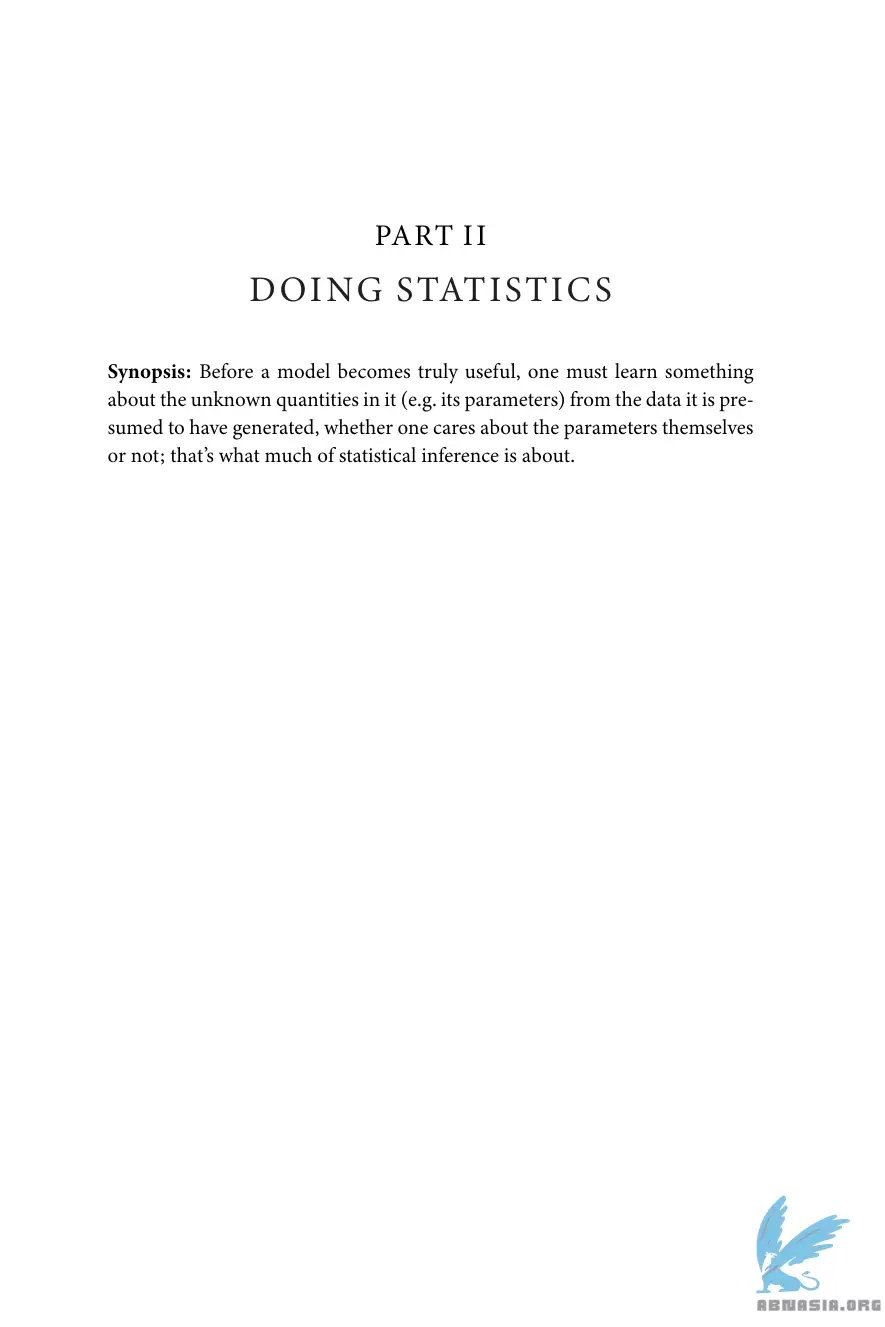 PART II
DOING STATISTICS
Synopsis: Before a model becomes truly useful, one must learn something
about the unknown quantities in it (e.g. its parameters) from the data it is pre-
sumed to have generated, whether one cares about the parameters themselves
or not; that’s what much of statistical inference is about.
ABNASIA.ORG